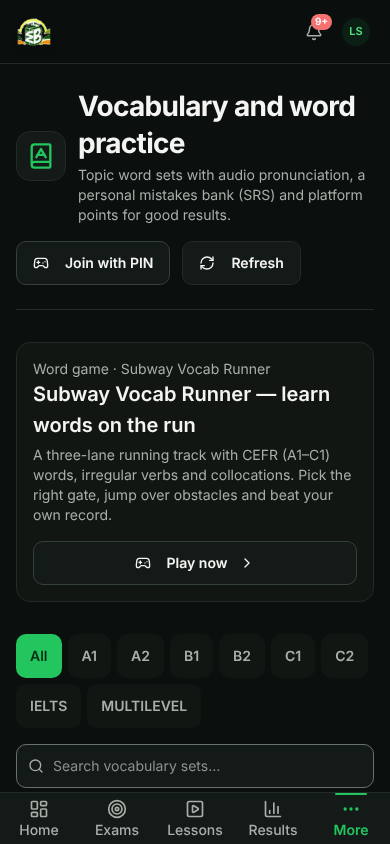 9+
LS
Vocabulary and word
practice
Topic word sets with audio pronunciation, a
personal mistakes bank (SRS) and platform
points for good results.
Join with PIN
Refresh
Word game · Subway Vocab Runner
Subway Vocab Runner — learn
words on the run
A three-lane running track with CEFR (A1–C1)
words, irregular verbs and collocations. Pick the
right gate, jump over obstacles and beat your
own record.
Play now
All A1 A2 B1 B2 C1 C2
IELTS MULTILEVEL
Search vocabulary sets...
Home Exams Lessons Results More